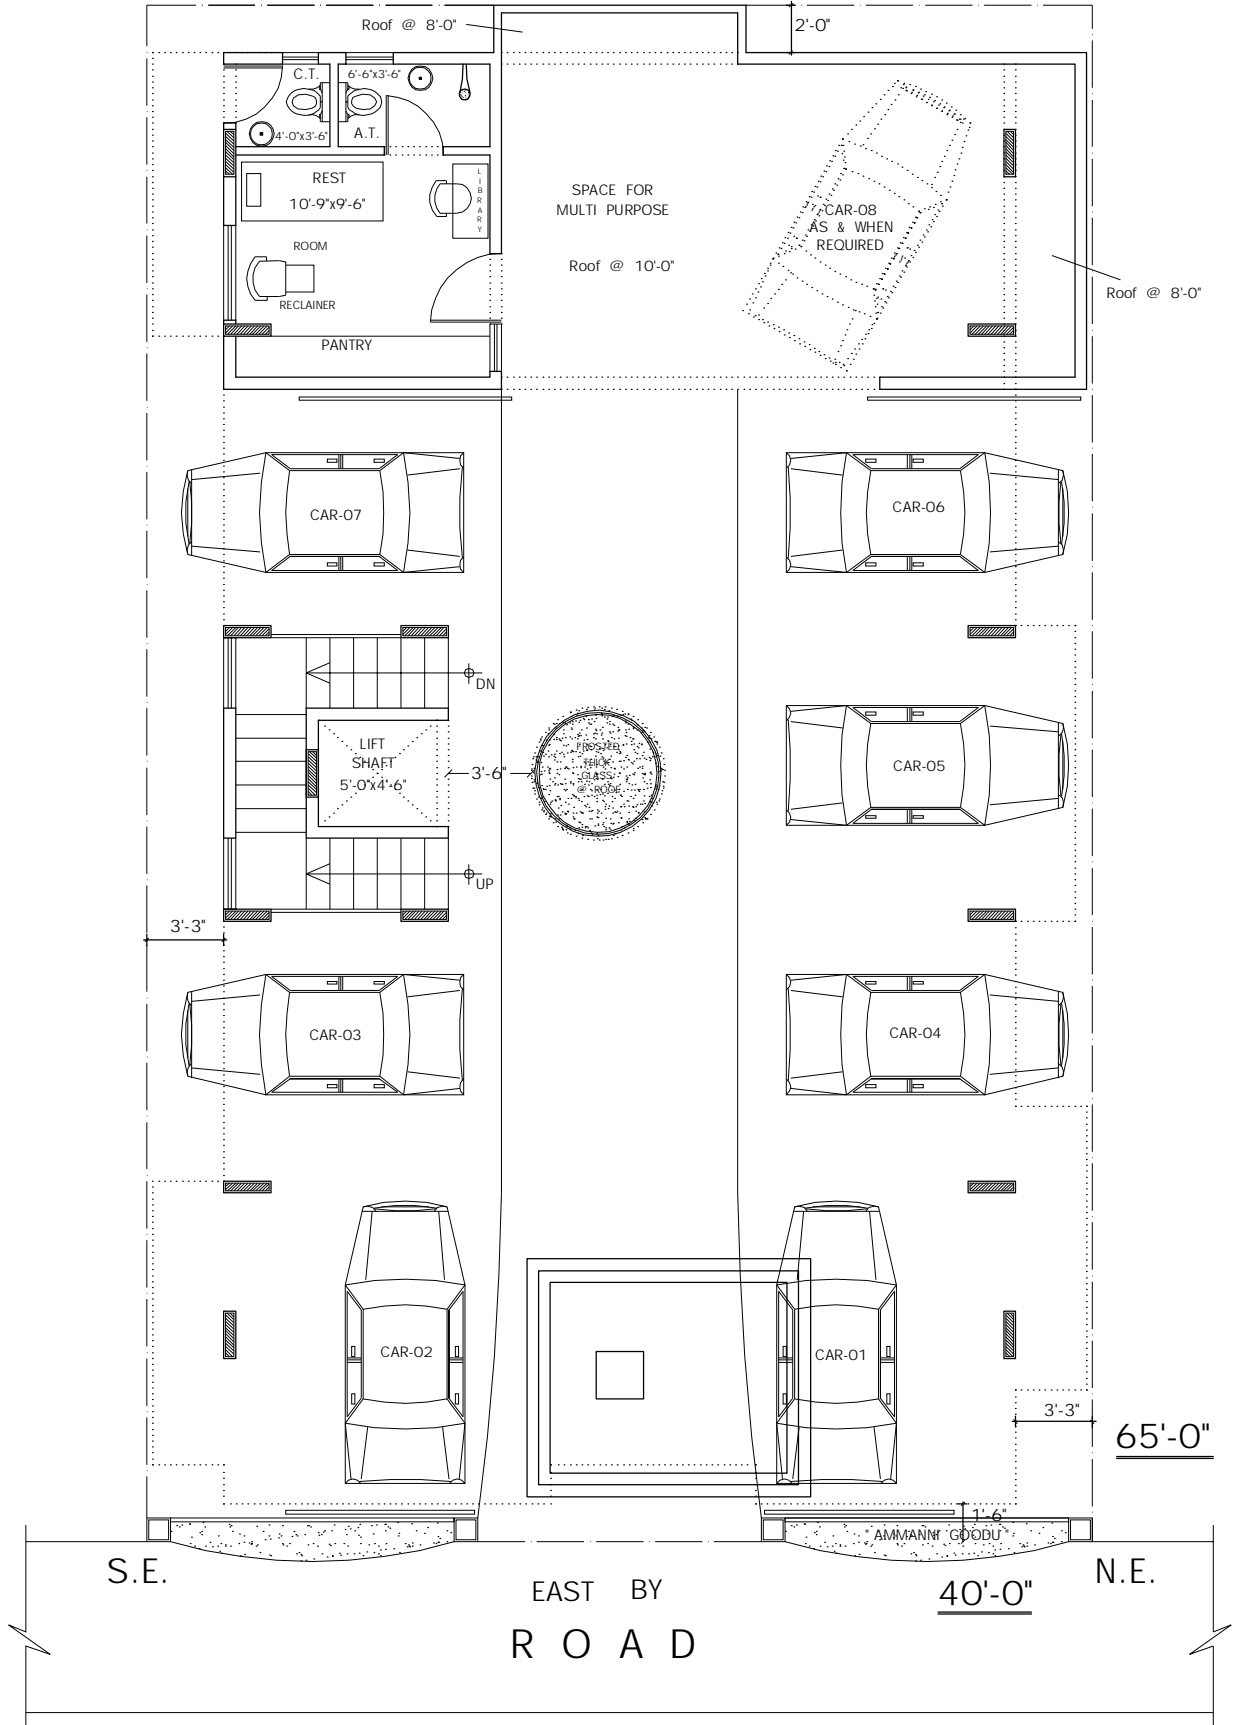 Roof @ 8'-0"
2'-0"
C.T.
6'-6"x3'-6"
4'-0"x3'-6"
A.T.
REST
10'-9"x9'-6"
LIBRARY
ROOM
RECLAINER
PANTRY
SPACE FOR
MULTI PURPOSE
Roof @ 10'-0"
CAR-08
AS & WHEN
REQUIRED
Roof @ 8'-0"
CAR-07
CAR-06
DN
LIFT
SHAFT
5'-0"x4'-6"
3'-6"
FROSTED
THICK
GLASS
@ ROOF
CAR-05
UP
3'-3"
CAR-03
CAR-04
CAR-02
CAR-01
3'-3"
65'-0"
1'-6"
" AMMANNI GOODU "
S.E.
N.E.
EAST BY
40'-0"
ROAD